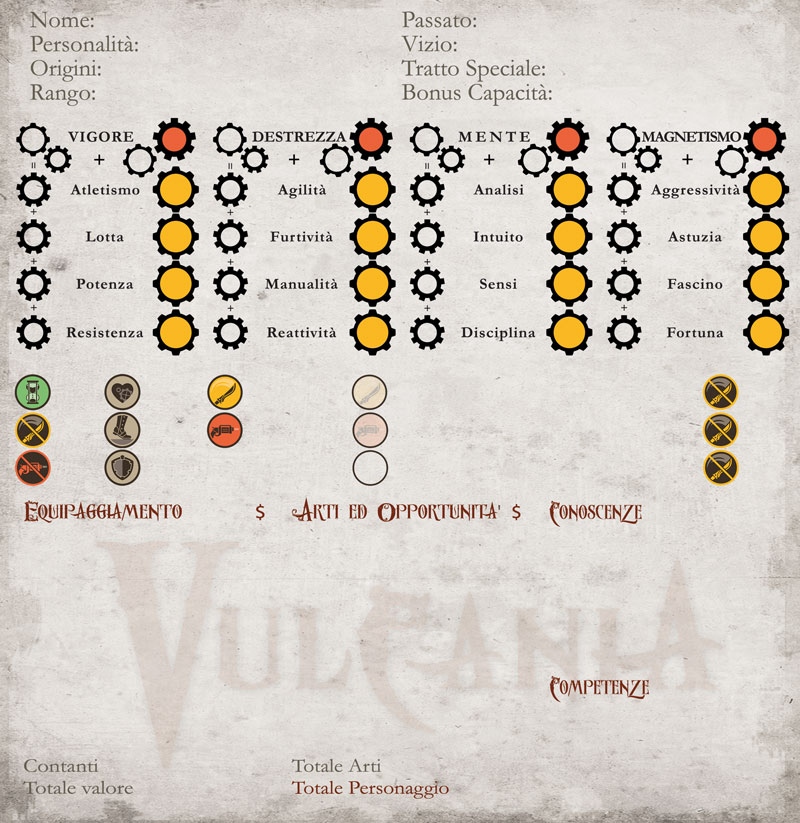 Nome: Passato:
Personalità: Vizio:
Origini: Tratto Speciale:
Rango: Bonus Capacità:
VIGORE DESTREZZA MENTE MAGNETISMO
= + = + = + = +
Atletismo Agilità Analisi Aggressività
+ + + +
Lotta Furtività Intuito Astuzia
+ + + +
Potenza Manualità Sensi Fascino
+ + + +
Resistenza Reattività Disciplina Fortuna
Equipaggiamento $ Arti ed Opportunita' $ Conoscenze
Vulcania
Competenze
Contanti Totale Arti
Totale valore Totale Personaggio